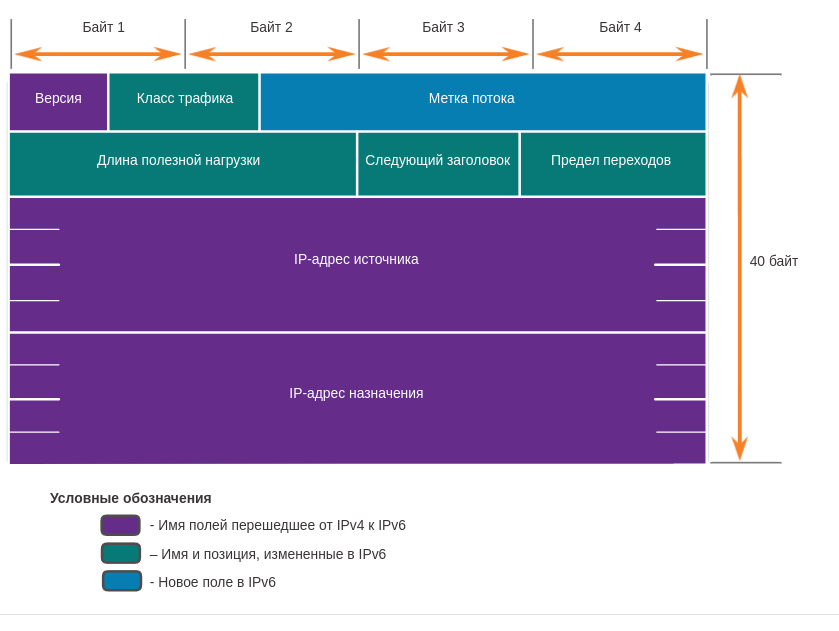 Байт 1 Байт 2 Байт 3 Байт 4
Версия Класс трафика Метка потока
Длина полезной нагрузки Следующий заголовок Предел переходов
IP-адрес источника
40 байт
IP-адрес назначения
Условные обозначения
- Имя полей перешедшее от IPv4 к IPv6
– Имя и позиция, измененные в IPv6
- Новое поле в IPv6